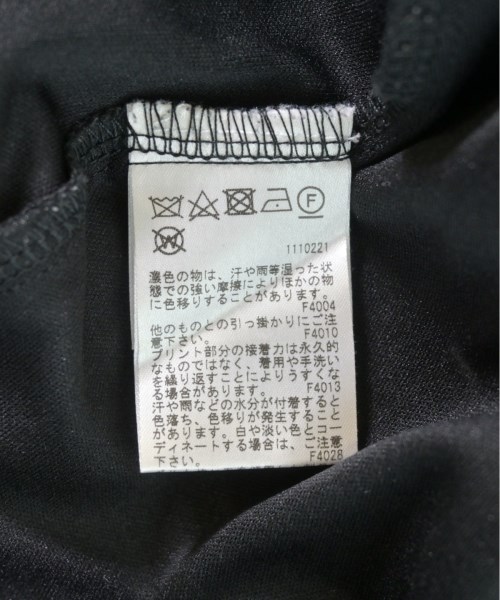 F
W
1110221
濃色の物は、汗や雨等湿った状
態での強い摩擦によりほかの物
に色移りすることがあります。
F4004
他のものとの引っ掛かりにご注
意下さい。
F4010
プリント部分の接着力は永久的
なものではなく、着用や手洗い
を繰り返すことによりうすくな
る場合があります。
F4013
汗や雨などの水分が付着すると
色落ち、色移りが発生すること
があります。白や淡い色とコー
ディネートする場合は、ご注意
下さい。
F4028